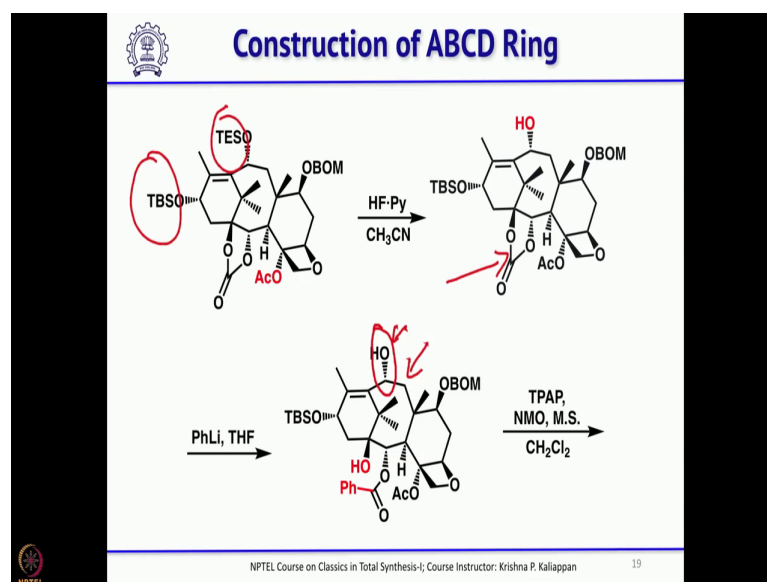 Construction of ABCD Ring
TESO
OBOM
TBSO
O
O
H
O
AcO
O
HF·Py
CH₃CN
HO
OBOM
TBSO
O
O
H
AcO
O
O
PhLi, THF
HO
OBOM
TBSO
HO
O
H
Ph
AcO
O
O
TPAP,
NMO, M.S.
CH₂Cl₂
NPTEL
NPTEL Course on Classics in Total Synthesis-I; Course Instructor: Krishna P. Kaliappan
19